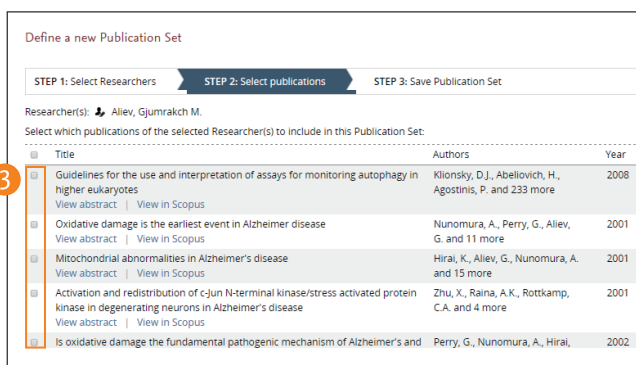 Define a new Publication Set
STEP 1: Select Researchers STEP 2: Select publications STEP 3: Save Publication Set
Researcher(s): Aliev, Gjumrakch M.
Select which publications of the selected Researcher(s) to include in this Publication Set:
Title Authors Year
3
Guidelines for the use and interpretation of assays for monitoring autophagy in Klionsky, D.J., Abeliovich, H., 2008
higher eukaryotes Agostinis, P. and 233 more
View abstract | View in Scopus
Oxidative damage is the earliest event in Alzheimer disease Nunomura, A., Perry, G., Aliev, 2001
View abstract | View in Scopus G. and 11 more
Mitochondrial abnormalities in Alzheimer's disease Hirai, K., Aliev, G., Nunomura, A. 2001
View abstract | View in Scopus and 15 more
Activation and redistribution of c-Jun N-terminal kinase/stress activated protein Zhu, X., Raina, A.K., Rottkamp, 2001
kinase in degenerating neurons in Alzheimer's disease C.A. and 4 more
View abstract | View in Scopus
Is oxidative damage the fundamental pathogenic mechanism of Alzheimer's and Perry, G., Nunomura, A., Hirai, 2002